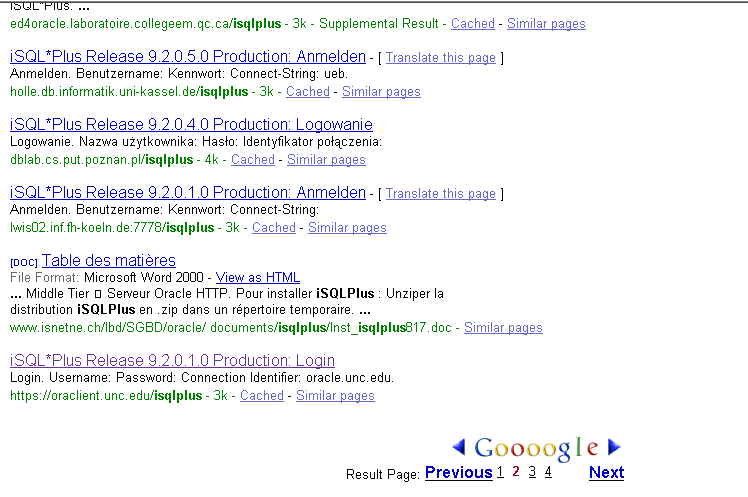 iSQL*Plus. ...
ed4oracle.laboratoire.collegeem.qc.ca/isqlplus - 3k - Supplemental Result - Cached - Similar pages
iSQL*Plus Release 9.2.0.5.0 Production: Anmelden - [ Translate this page ]
Anmelden. Benutzername: Kennwort: Connect-String: ueb.
holle.db.informatik.uni-kassel.de/isqlplus - 3k - Cached - Similar pages
iSQL*Plus Release 9.2.0.4.0 Production: Logowanie
Logowanie. Nazwa użytkownika: Hasło: Identyfikator połączenia:
dblab.cs.put.poznan.pl/isqlplus - 4k - Cached - Similar pages
iSQL*Plus Release 9.2.0.1.0 Production: Anmelden - [ Translate this page ]
Anmelden. Benutzername: Kennwort: Connect-String:
lwis02.inf.fh-koeln.de:7778/isqlplus - 3k - Cached - Similar pages
[DOC] Table des matières
File Format: Microsoft Word 2000 - View as HTML
... Middle Tier  Serveur Oracle HTTP. Pour installer iSQLPlus : Unziper la
distribution iSQLPlus en .zip dans un répertoire temporaire. ...
www.isnetne.ch/lbd/SGBD/oracle/ documents/isqlplus/Inst_isqlplus817.doc - Similar pages
iSQL*Plus Release 9.2.0.1.0 Production: Login
Login. Username: Password: Connection Identifier: oracle.unc.edu.
https://oraclient.unc.edu/isqlplus - 3k - Cached - Similar pages
Goooogle
Result Page: Previous 1 2 3 4 Next